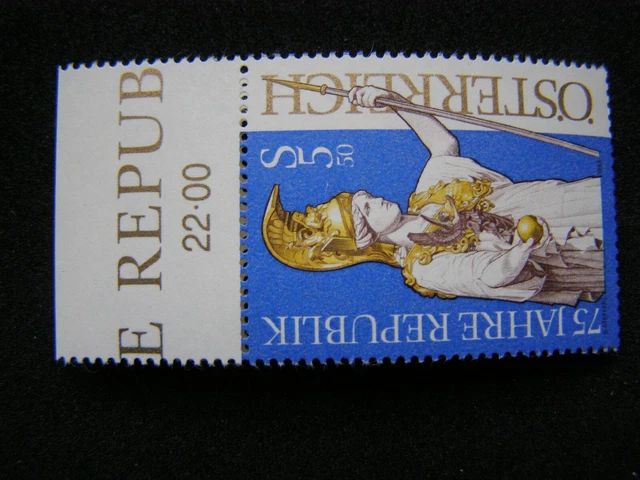 E REPUB
22·00
ÖSTERREICH
S 5 50
75 JAHRE REPUBLIK